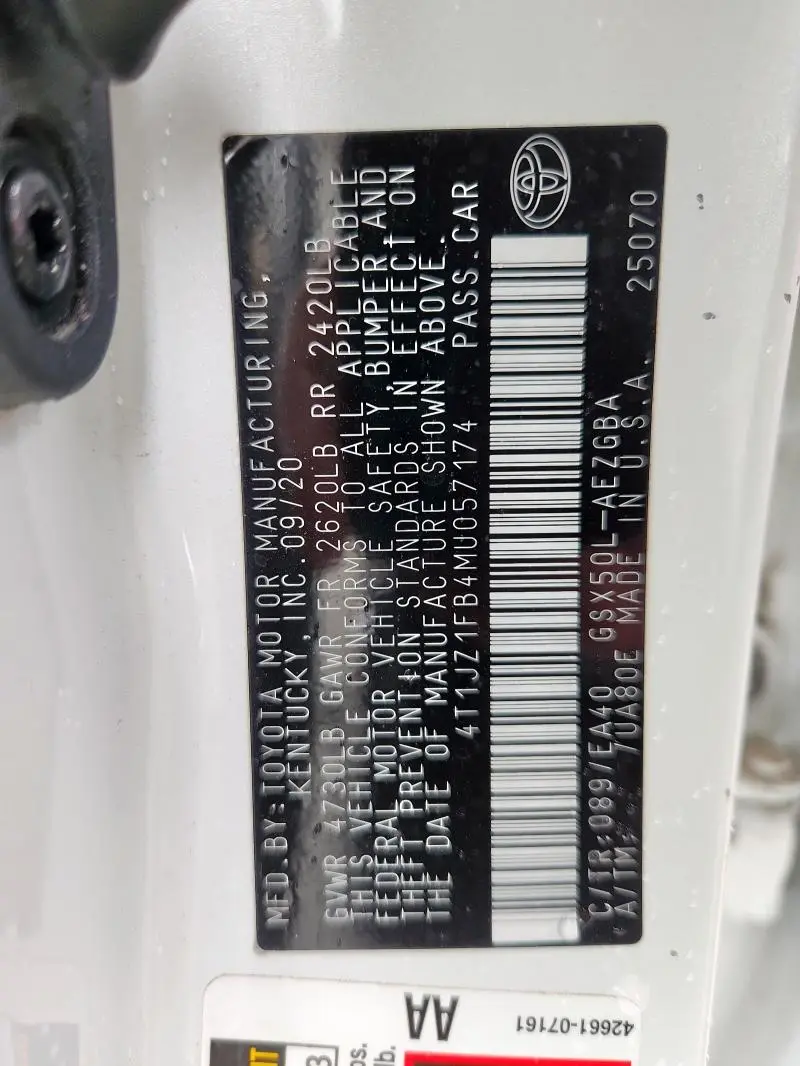 MFD.BY:TOYOTA MOTOR MANUFACTURING,
KENTUCKY,INC.09/20
GVWR 4730LB GAWR FR 2620LB RR 2420LB
THIS VEHICLE CONFORMS TO ALL APPLICABLE
FEDERAL MOTOR VEHICLE SAFETY,BUMPER,AND
THEFT PREVENTION STANDARDS IN EFFECT ON
THE DATE OF MANUFACTURE SHOWN ABOVE.
4T1JZ1FB4MU057174 PASS.CAR
C/TR:089/EA40 GSX50L-AEZGBA
A/TM: /UA80E MADE IN U.S.A. 25070
AA
42661-07161